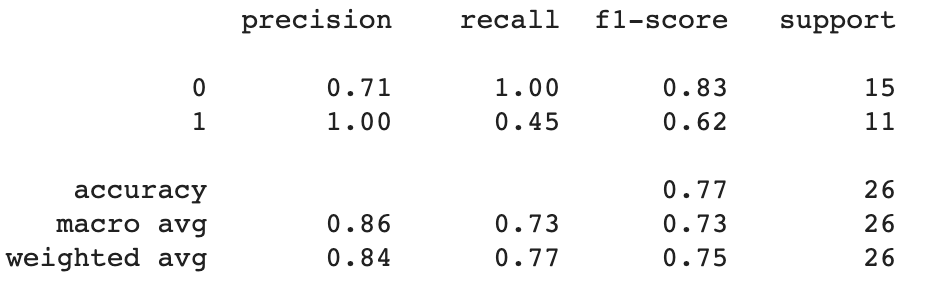 precision recall f1-score support
0 0.71 1.00 0.83 15
1 1.00 0.45 0.62 11
accuracy 0.77 26
macro avg 0.86 0.73 0.73 26
weighted avg 0.84 0.77 0.75 26